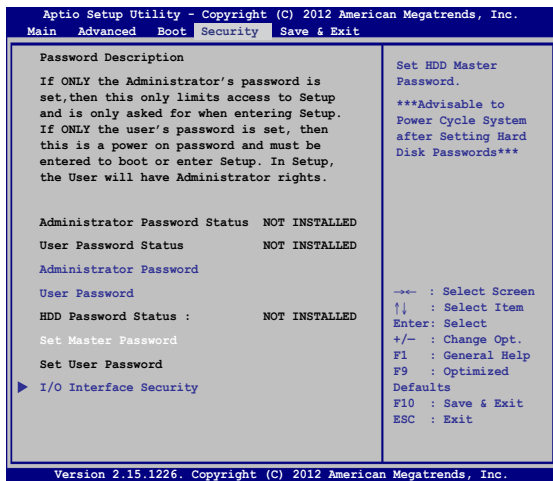 Aptio Setup Utility - Copyright (C) 2012 American Megatrends, Inc.
Main Advanced Boot Security Save & Exit
Password Description
If ONLY the Administrator's password is
set,then this only limits access to Setup
and is only asked for when entering Setup.
If ONLY the user's password is set, then
this is a power on password and must be
entered to boot or enter Setup. In Setup,
the User will have Administrator rights.
Administrator Password Status NOT INSTALLED
User Password Status NOT INSTALLED
Administrator Password
User Password
HDD Password Status : NOT INSTALLED
Set Master Password
Set User Password
I/O Interface Security
Set HDD Master
Password.
***Advisable to
Power Cycle System
after Setting Hard
Disk Passwords***
→← : Select Screen
↑↓ : Select Item
Enter: Select
+/— : Change Opt.
F1 : General Help
F9 : Optimized
Defaults
F10 : Save & Exit
ESC : Exit
Version 2.15.1226. Copyright (C) 2012 American Megatrends, Inc.